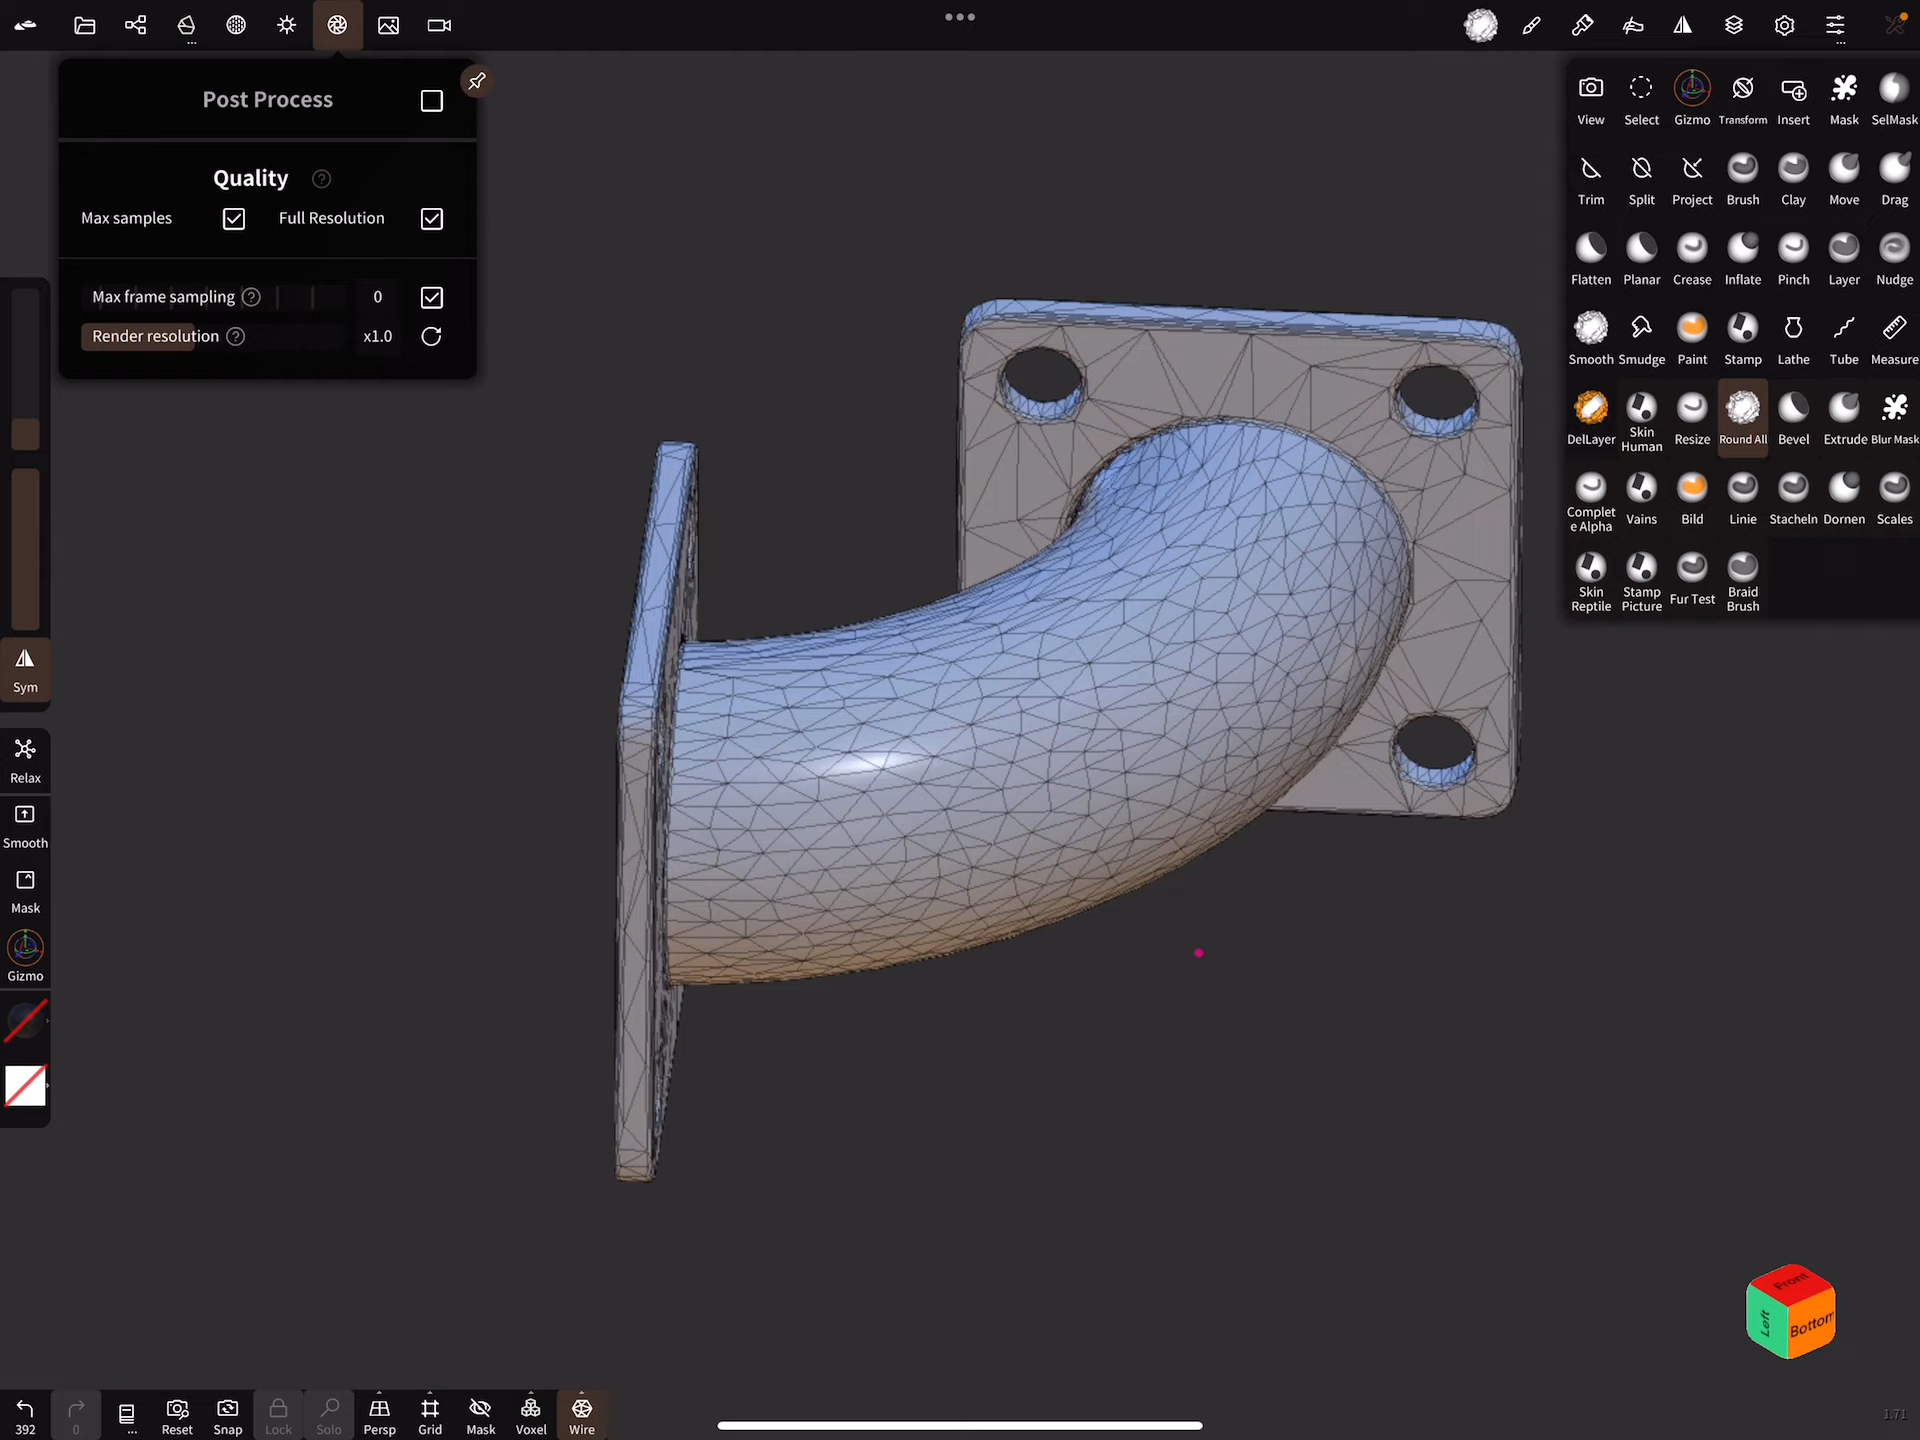 Post Process
Quality ?
Max samples Full Resolution
Max frame sampling ? 0
Render resolution ? x1.0
View Select Gizmo Transform Insert Mask SelMask
Trim Split Project Brush Clay Move Drag
Flatten Planar Crease Inflate Pinch Layer Nudge
Smooth Smudge Paint Stamp Lathe Tube Measure
DelLayer Skin Human Resize Round All Bevel Extrude Blur Mask
Complet
e Alpha Vains Bild Linie Stacheln Dornen Scales
Skin Reptile Stamp Picture Fur Test Braid Brush
Sym
Relax
Smooth
Mask
Gizmo
Front
Left
Bottom
392 0 ... Reset Snap Lock Solo Persp Grid Mask Voxel Wire
1.71